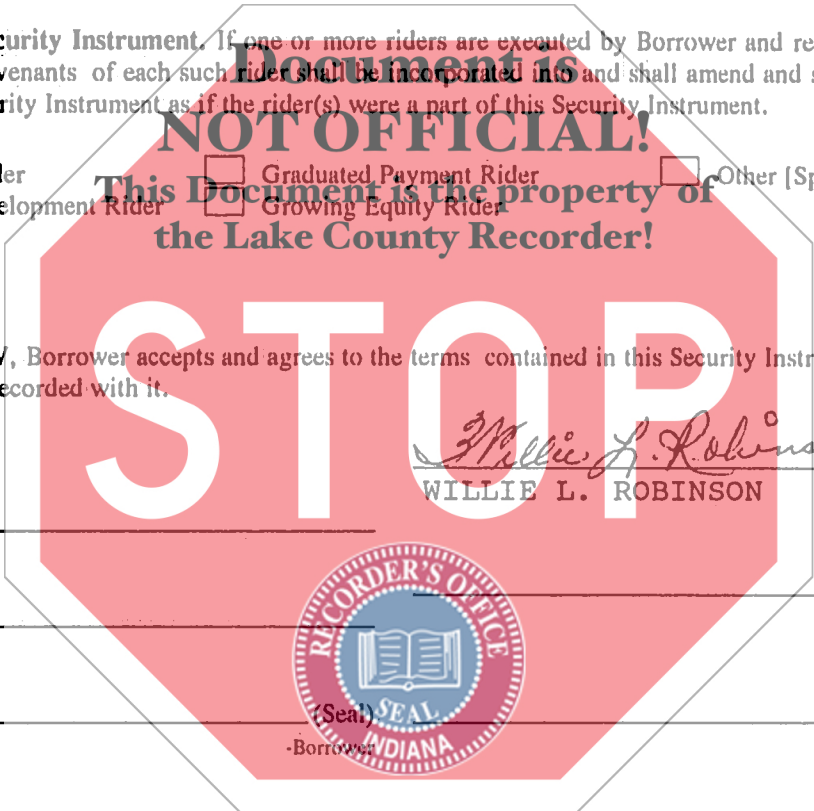 curity Instrument. If one or more riders are executed by Borrower and re
venants of each such rider shall be incorporated into and shall amend and s
rity Instrument as if the rider(s) were a part of this Security Instrument.
Document is
NOT OFFICIAL!
This Document is the property of
the Lake County Recorder!
er Graduated Payment Rider Other [Sp
elopment Rider Growing Equity Rider
STOP
, Borrower accepts and agrees to the terms contained in this Security Instr
ecorded with it.
Willie L. Robins
WILLIE L. ROBINSON
RECORDER'S OFFICE
SEAL
INDIANA
(Seal)
-Borrower